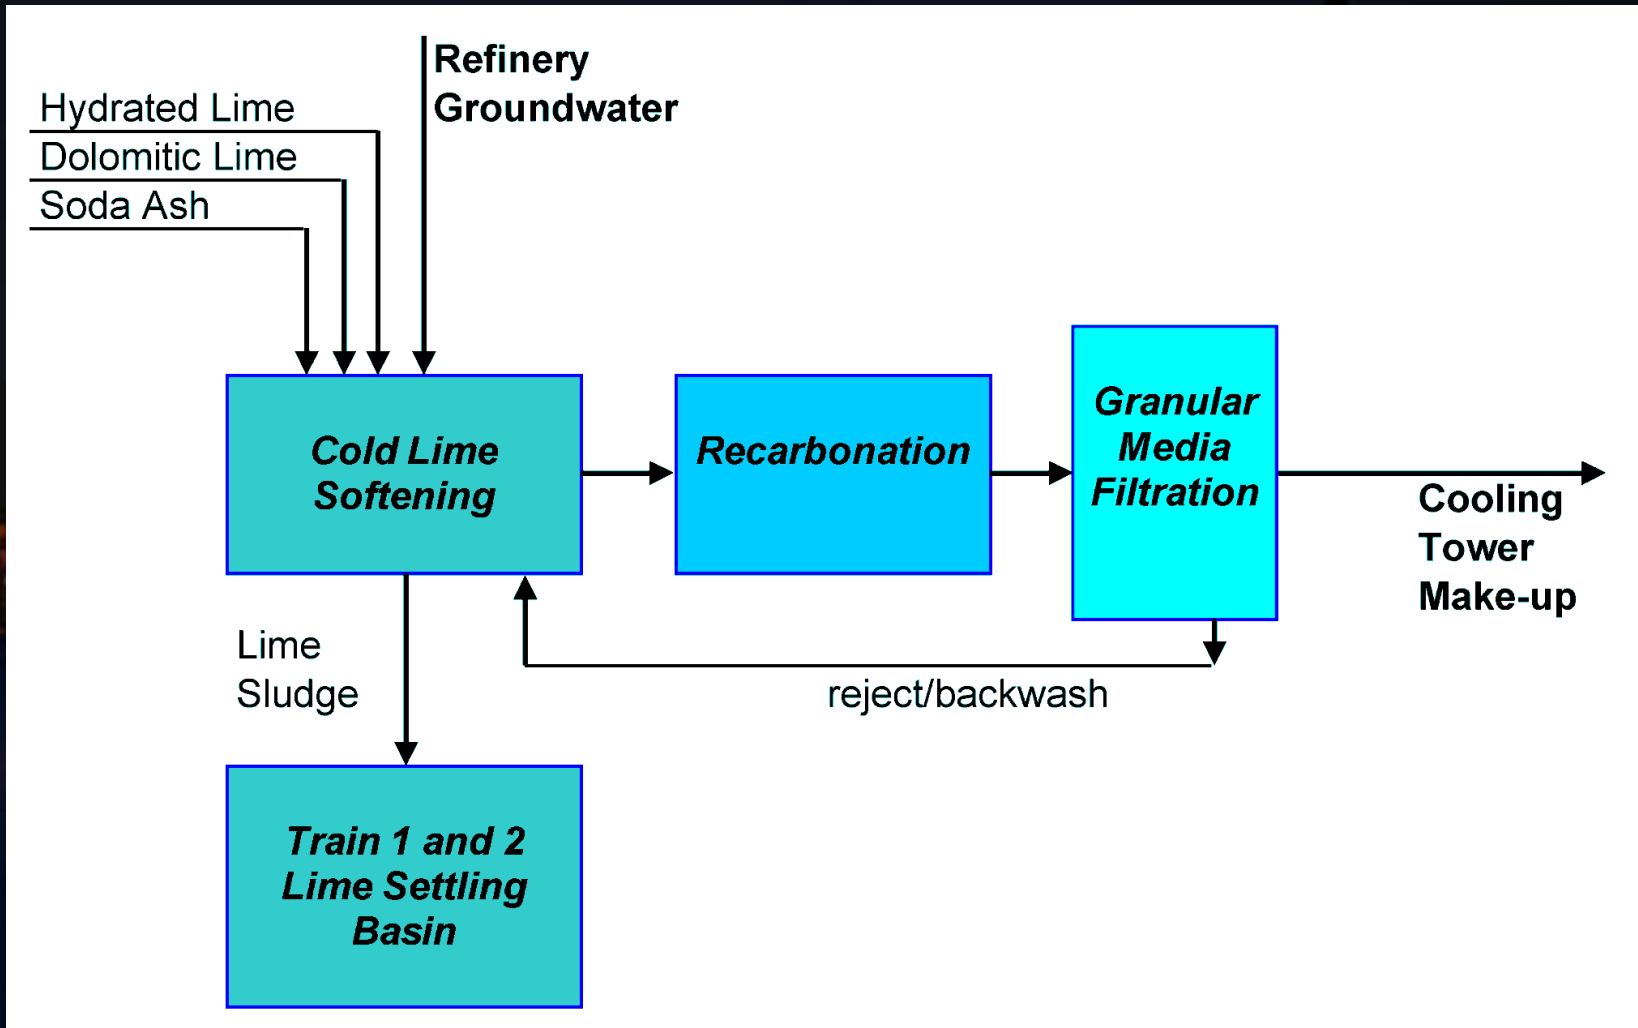 Refinery
Groundwater
Hydrated Lime
Dolomitic Lime
Soda Ash
Cold Lime
Softening
Recarbonation
Granular
Media
Filtration
Cooling
Tower
Make-up
Lime
Sludge
reject/backwash
Train 1 and 2
Lime Settling
Basin